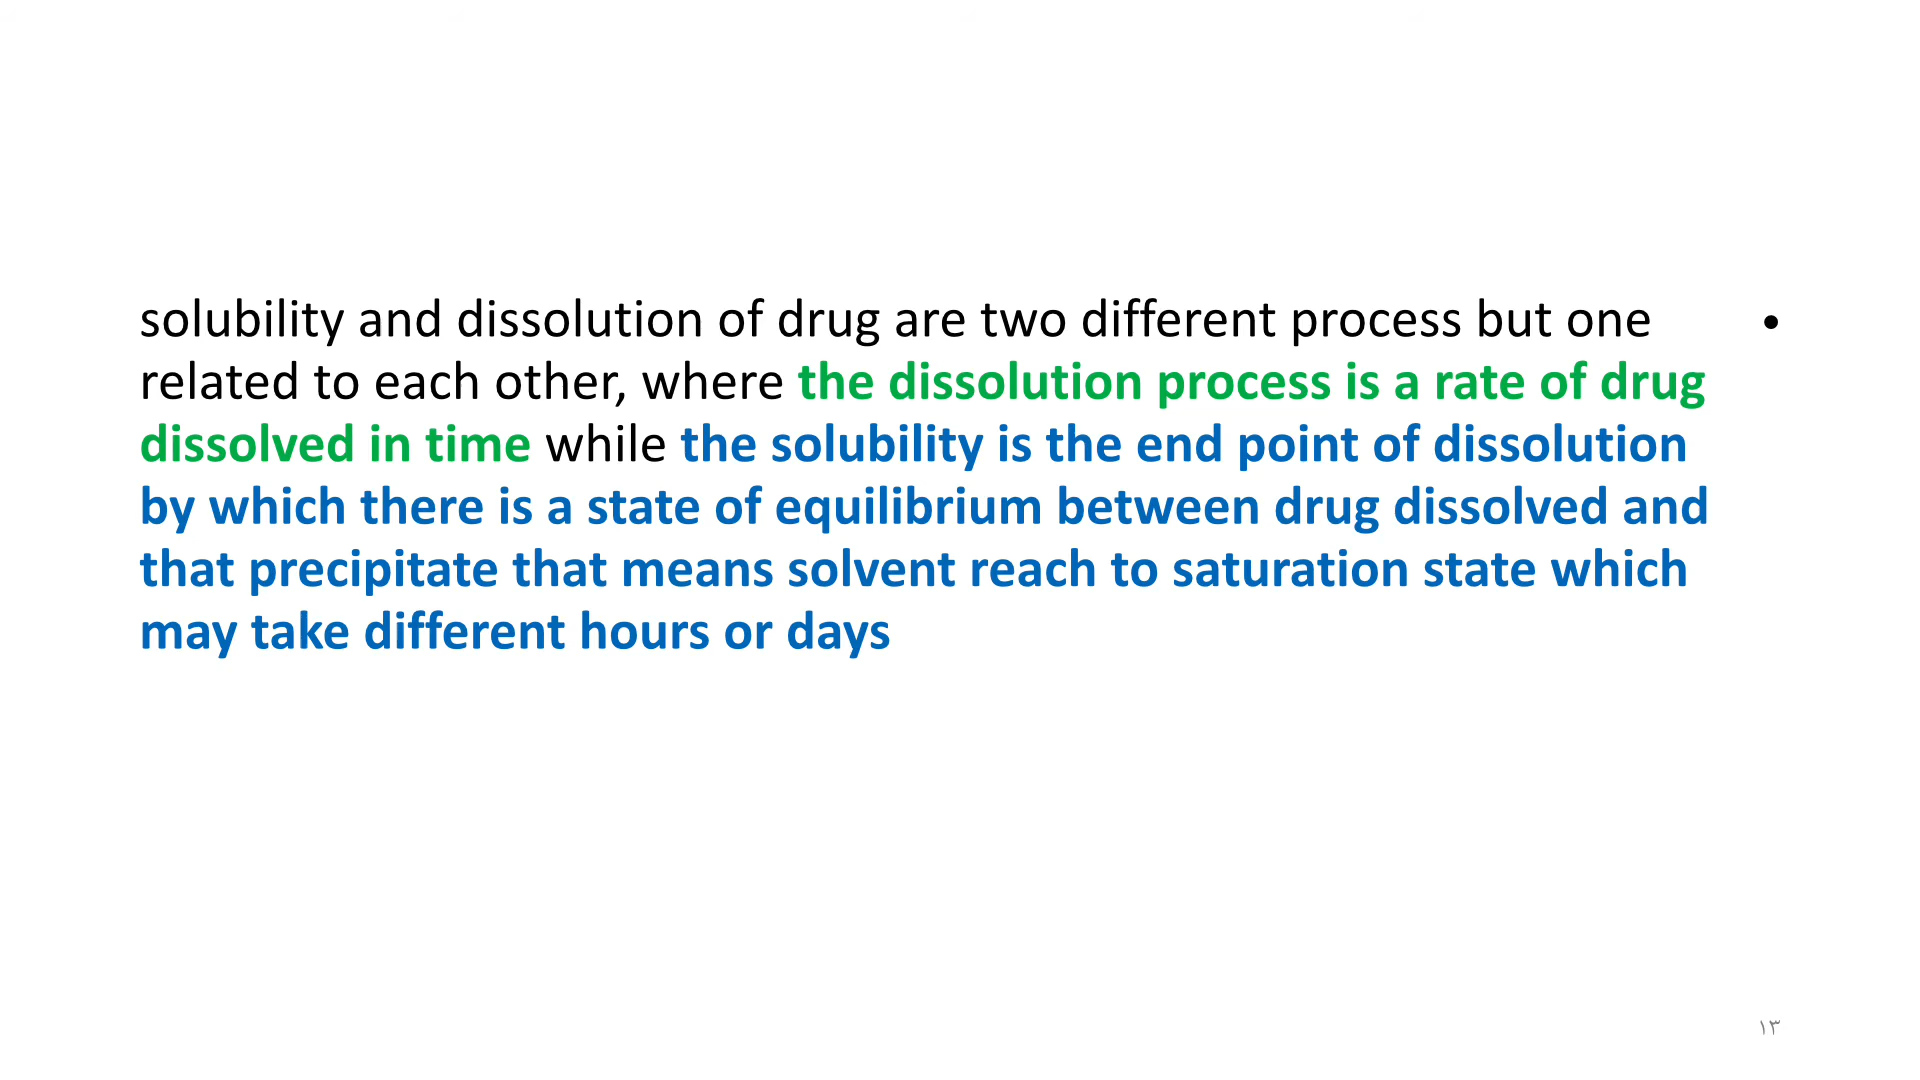 • solubility and dissolution of drug are two different process but one
related to each other, where the dissolution process is a rate of drug
dissolved in time while the solubility is the end point of dissolution
by which there is a state of equilibrium between drug dissolved and
that precipitate that means solvent reach to saturation state which
may take different hours or days
١٣